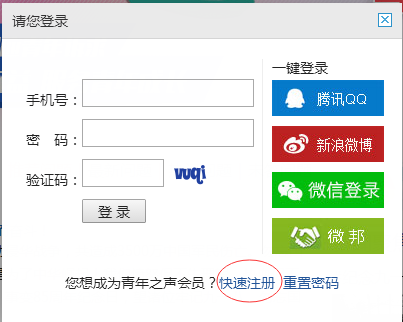 请您登录
一键登录
手机号：
腾讯QQ
密 码：
新浪微博
验证码：
vuqi
微信登录
登 录
微 邦
您想成为青年之声会员？快速注册 重置密码